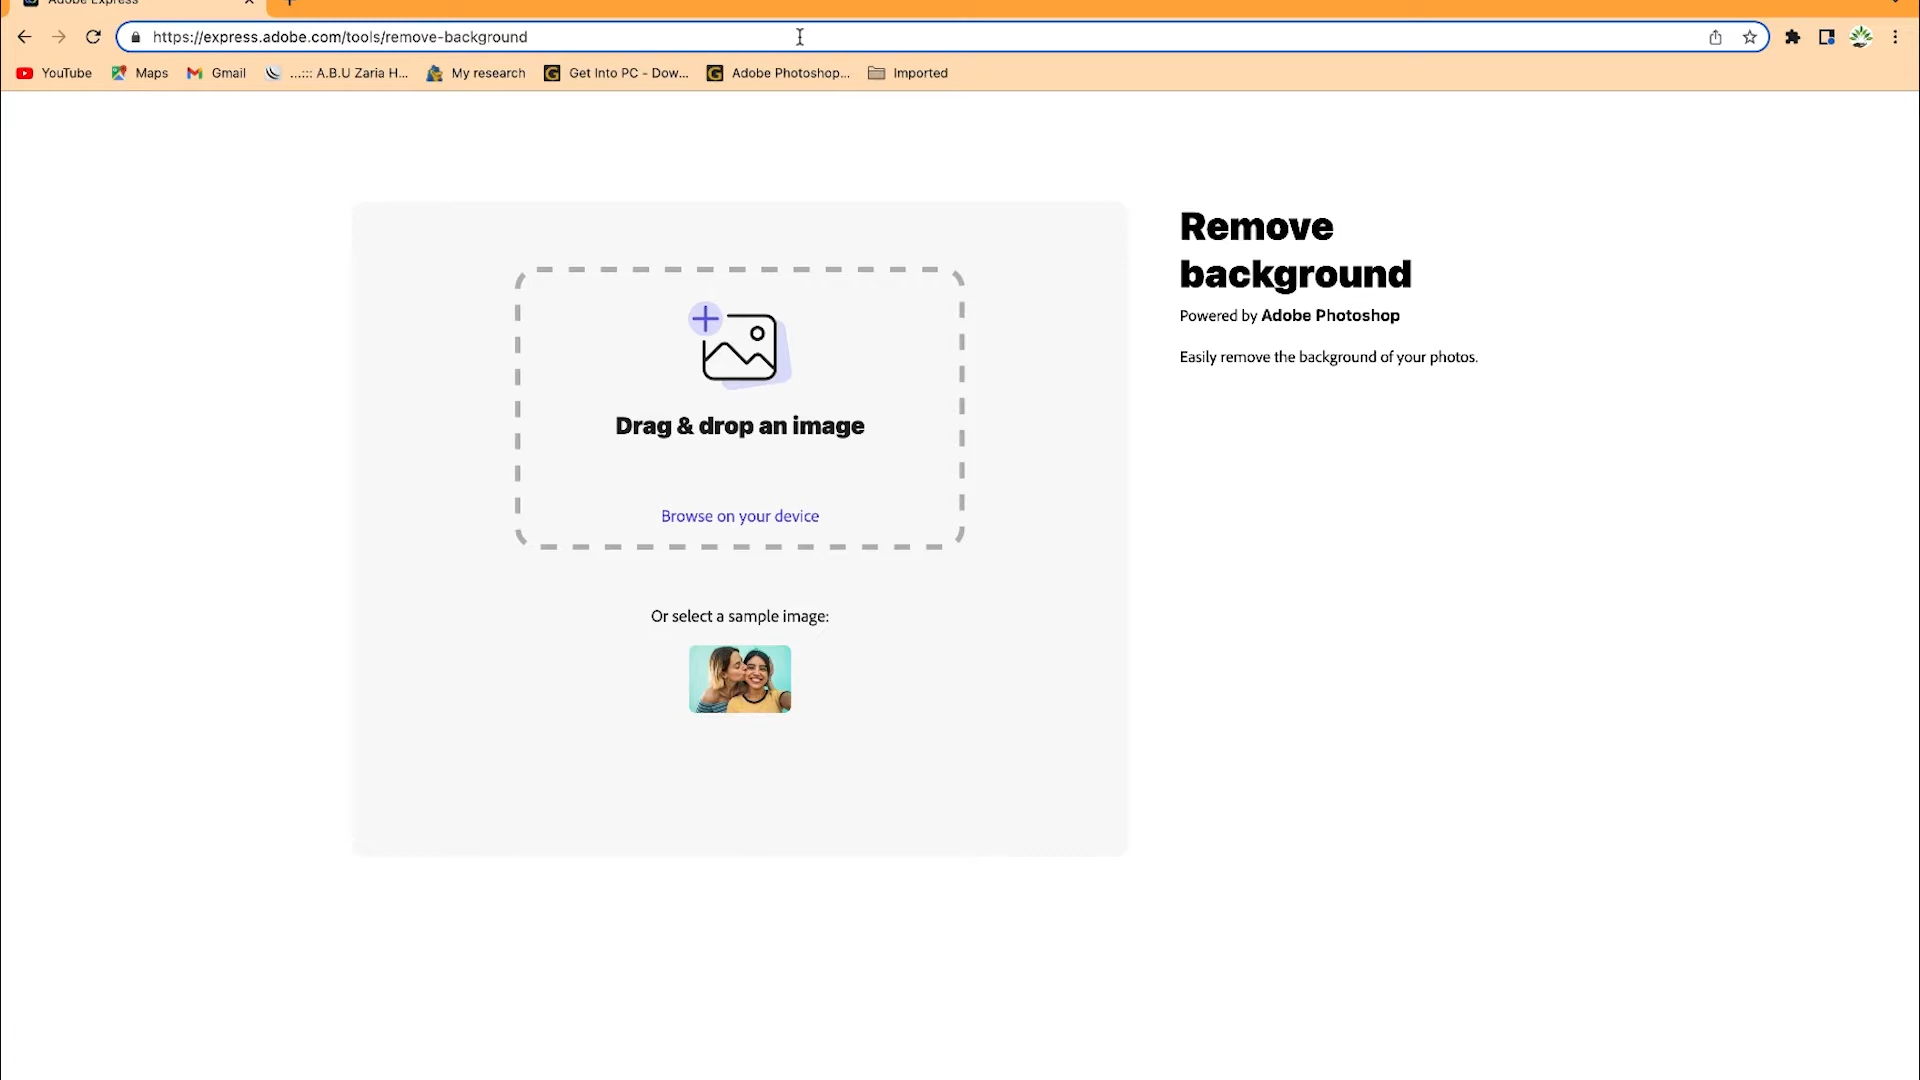 Adobe Express
https://express.adobe.com/tools/remove-background
YouTube Maps Gmail ...::: A.B.U Zaria H... My research Get Into PC - Dow... Adobe Photoshop... Imported
Remove
background
Powered by Adobe Photoshop
Easily remove the background of your photos.
Drag & drop an image
Browse on your device
Or select a sample image: